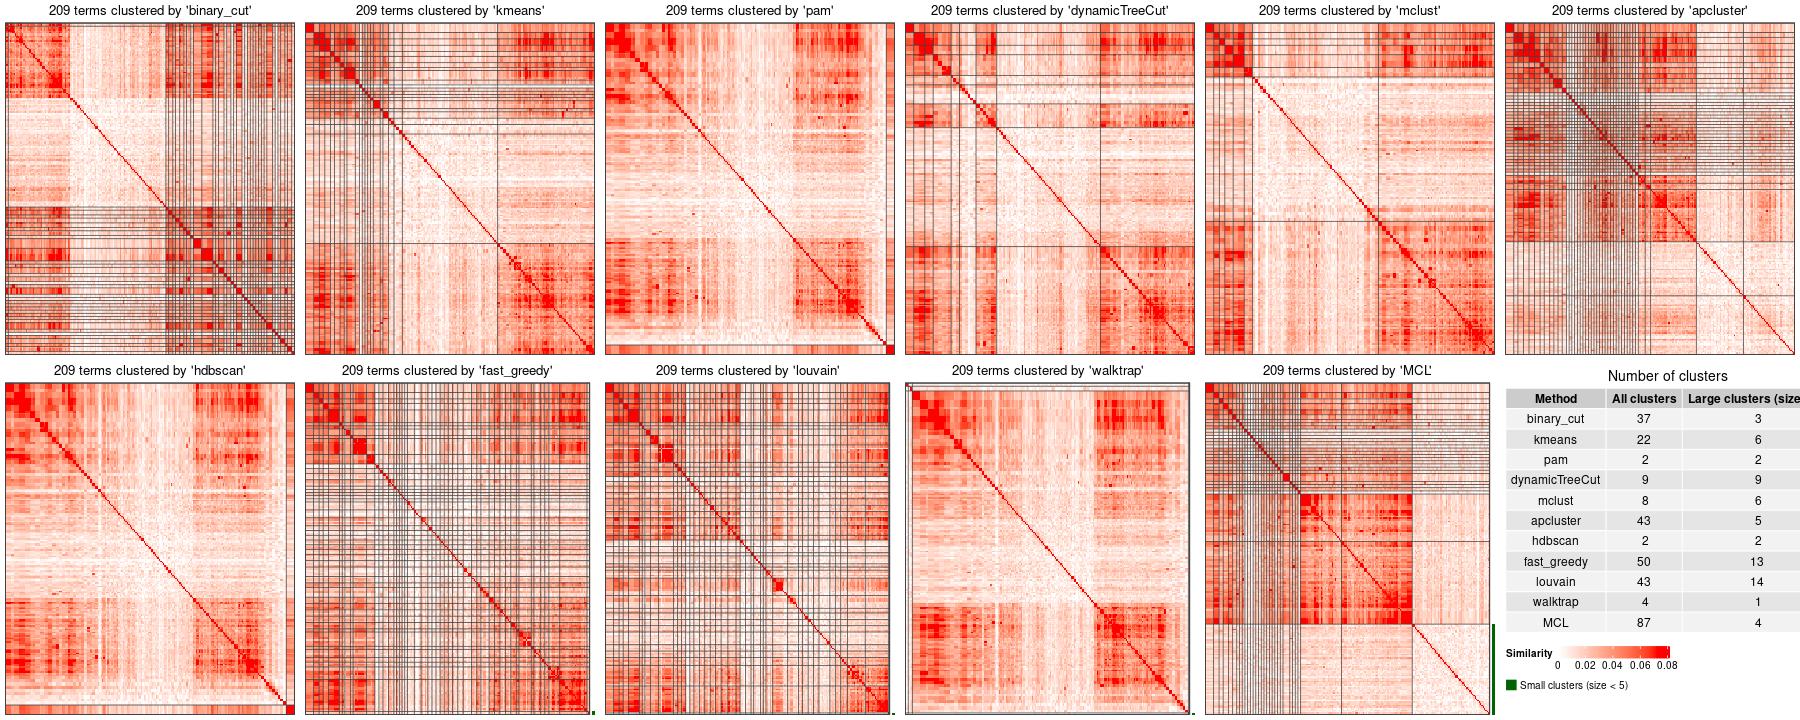 209 terms clustered by 'binary_cut'
209 terms clustered by 'kmeans'
209 terms clustered by 'pam'
209 terms clustered by 'dynamicTreeCut'
209 terms clustered by 'mclust'
209 terms clustered by 'apcluster'
209 terms clustered by 'hdbscan'
209 terms clustered by 'fast_greedy'
209 terms clustered by 'louvain'
209 terms clustered by 'walktrap'
209 terms clustered by 'MCL'
Number of clusters
Method All clusters Large clusters (size
binary_cut 37 3
kmeans 22 6
pam 2 2
dynamicTreeCut 9 9
mclust 8 6
apcluster 43 5
hdbscan 2 2
fast_greedy 50 13
louvain 43 14
walktrap 4 1
MCL 87 4
Similarity
0 0.02 0.04 0.06 0.08
Small clusters (size < 5)